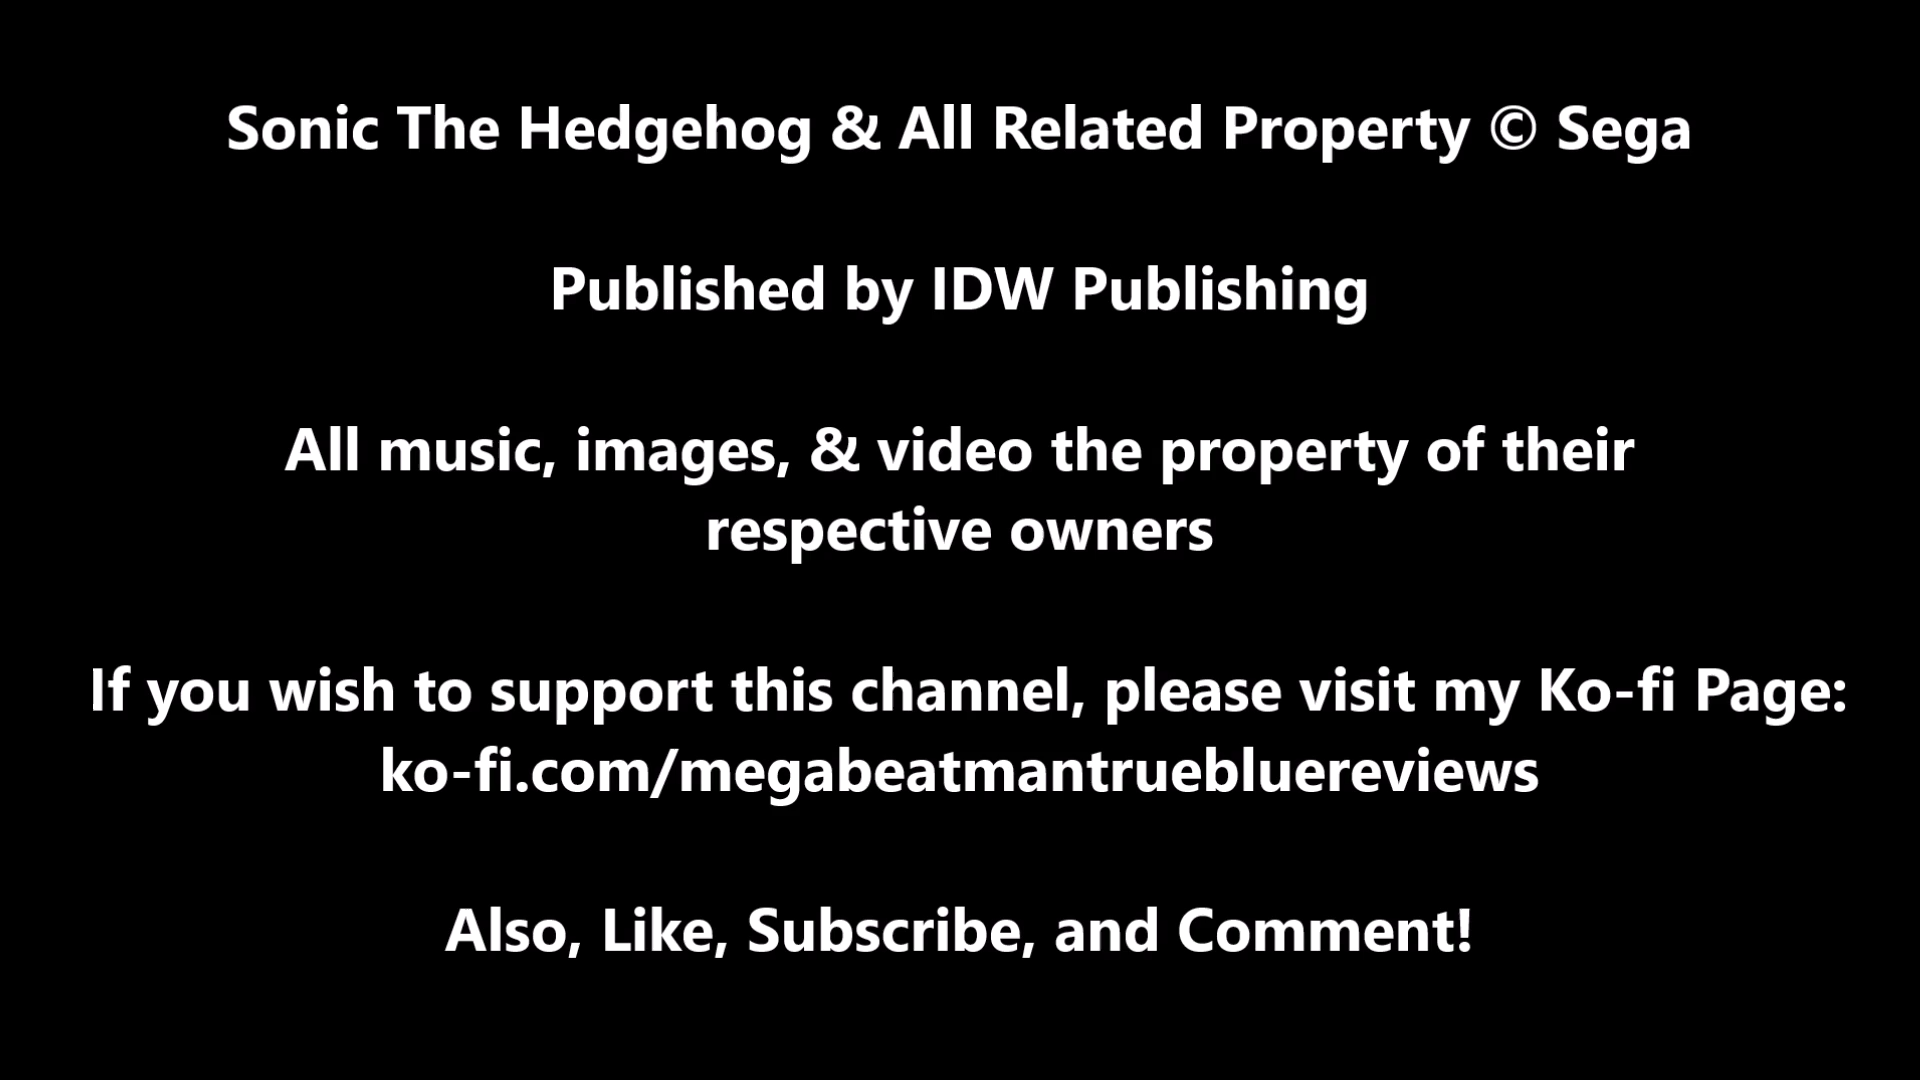 Sonic The Hedgehog & All Related Property © Sega
Published by IDW Publishing
All music, images, & video the property of their
respective owners
If you wish to support this channel, please visit my Ko-fi Page:
ko-fi.com/megabeatmantruebluereviews
Also, Like, Subscribe, and Comment!